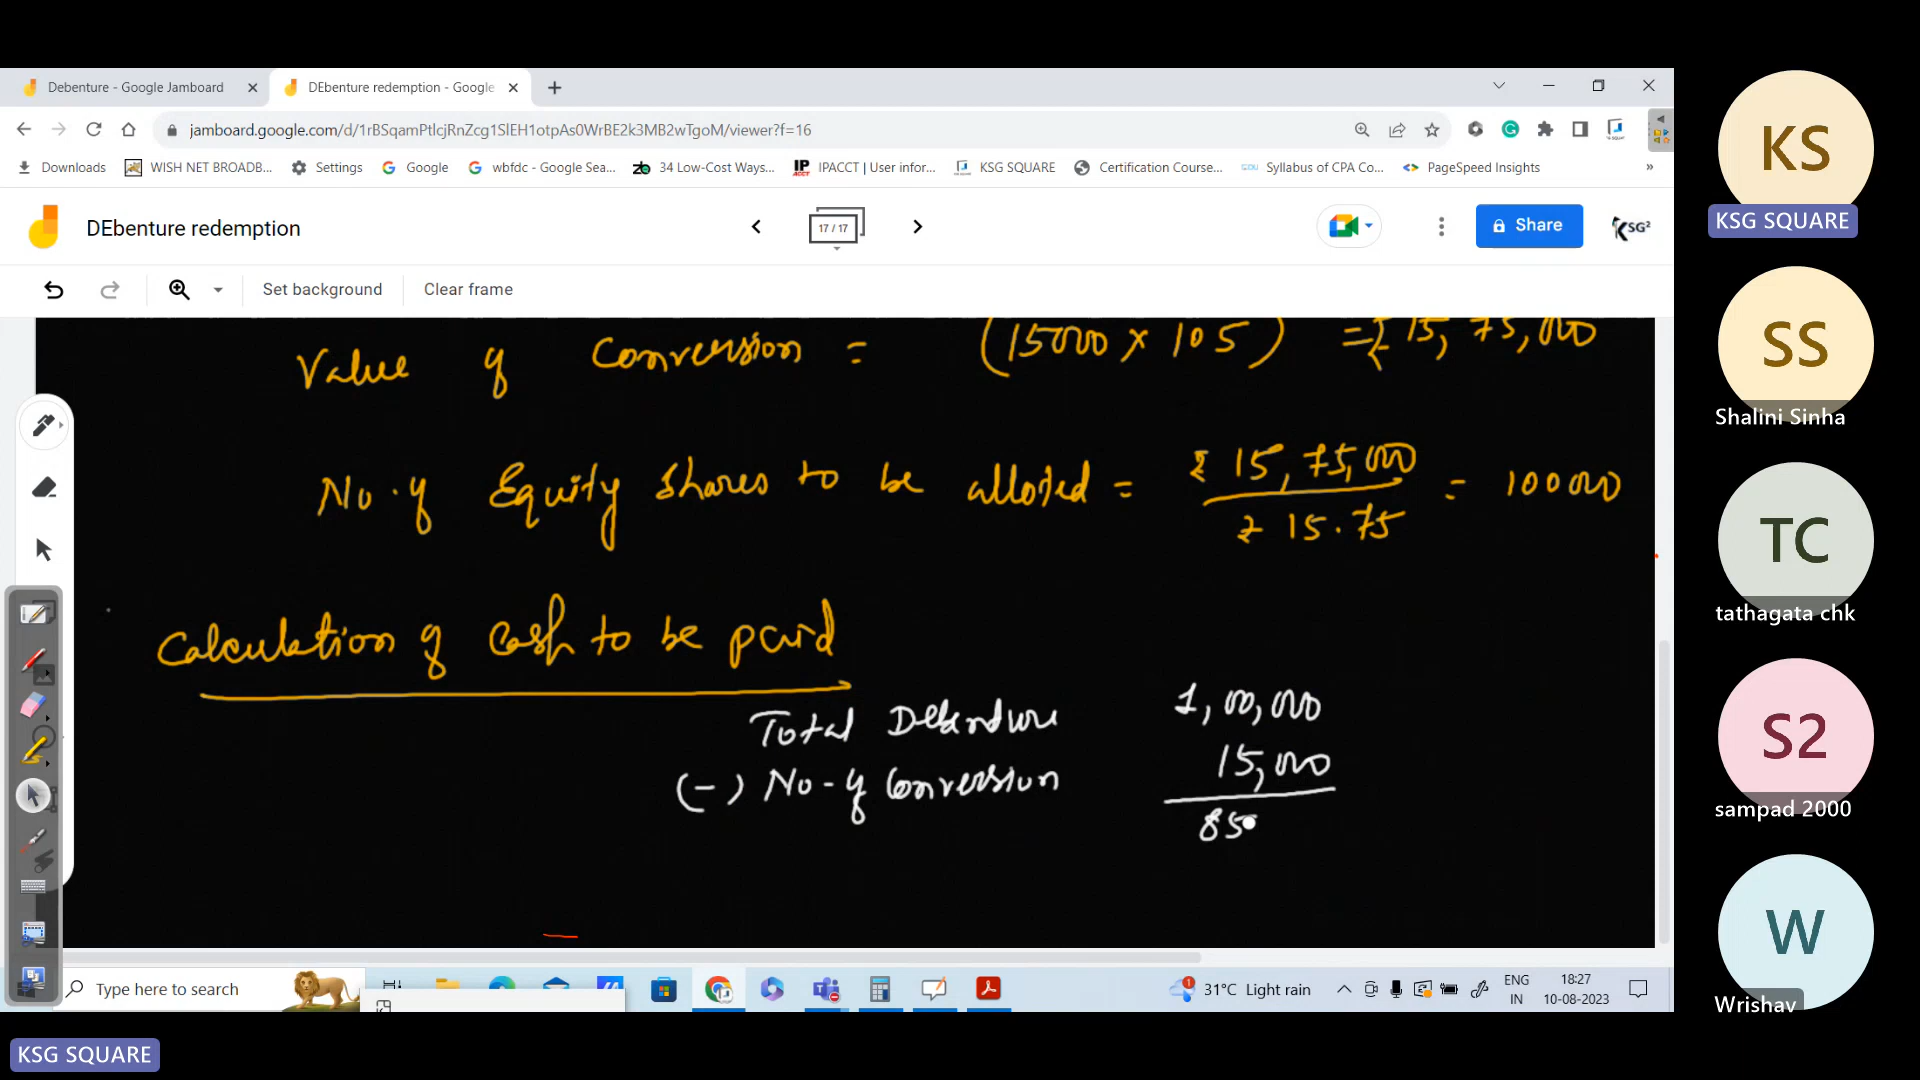 Debenture - Google Jamboard
DEbenture redemption - Google
jamboard.google.com/d/1rBSqamPtlcjRnZcg1SlEH1otpAs0WrBE2k3MB2wTgoM/viewer?f=16
Downloads WISH NET BROADB... Settings Google wbfdc - Google Sea... 34 Low-Cost Ways... IPACCT | User infor... KSG SQUARE Certification Course... Syllabus of CPA Co... PageSpeed Insights »
DEbenture redemption 17 / 17 Share KSG²
Set background Clear frame
Value of Conversion = (15000 × 105) = ₹ 15,75,000
No. of Equity Shares to be alloted = ₹ 15,75,000 / ₹ 15.75 = 100000
Calculation of Cash to be paid
Total Debenture 1,00,000
(-) No. of Conversion 15,000
85
Type here to search
31°C Light rain
ENG
IN
18:27
10-08-2023
KS
KSG SQUARE
SS
Shalini Sinha
TC
tathagata chk
S2
sampad 2000
W
Wrishav
KSG SQUARE